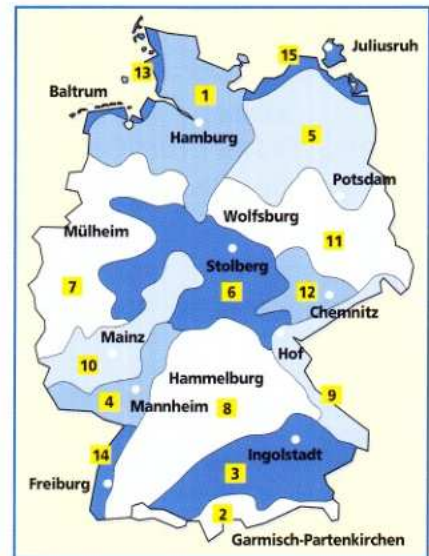 15
Juliusruh
13
Baltrum
1
Hamburg
5
Potsdam
Wolfsburg
Mülheim
11
Stolberg
7
6
12
Chemnitz
Mainz
Hof
10
Hammelburg
4
Mannheim
8
9
14
Ingolstadt
3
Freiburg
2
Garmisch-Partenkirchen